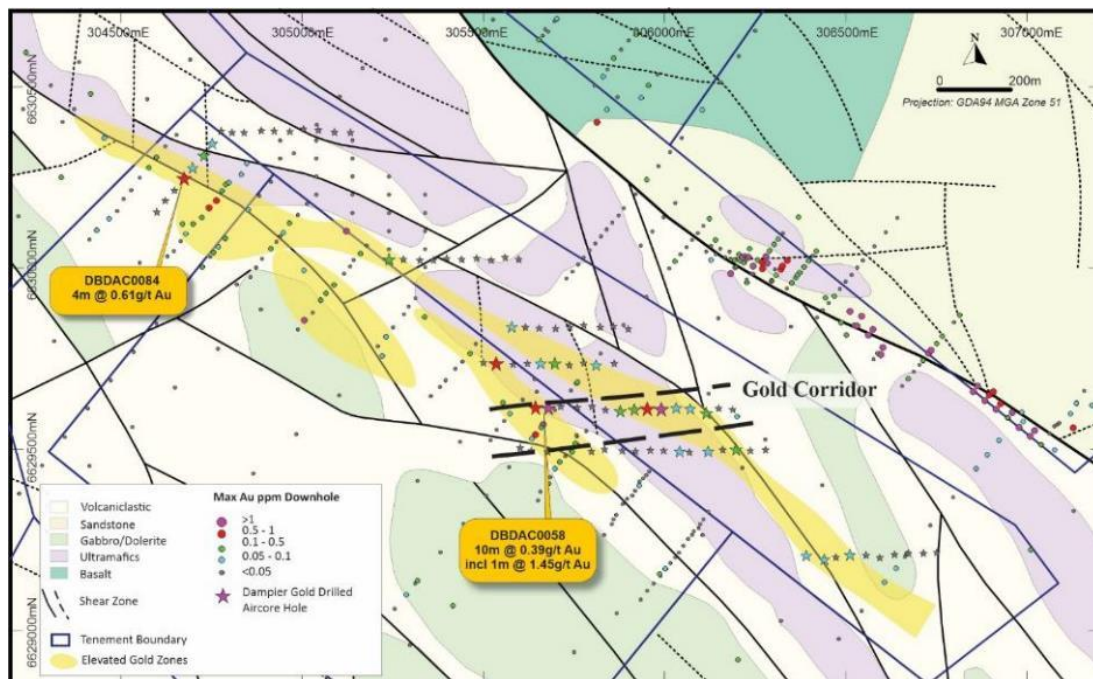 304500mE
305000mE
305500mE
306000mE
306500mE
307000mE
N
0 200m
Projection: GDA94 MGA Zone 51
6630500mN
6630000mN
6629500mN
6629000mN
DBDAC0084
4m @ 0.61g/t Au
Gold Corridor
DBDAC0058
10m @ 0.39g/t Au
incl 1m @ 1.45g/t Au
Volcaniclastic
Sandstone
Gabbro/Dolerite
Ultramafics
Basalt
Shear Zone
Tenement Boundary
Elevated Gold Zones
Max Au ppm Downhole
>1
0.5 - 1
0.1 - 0.5
0.05 - 0.1
<0.05
Dampier Gold Drilled
Aircore Hole